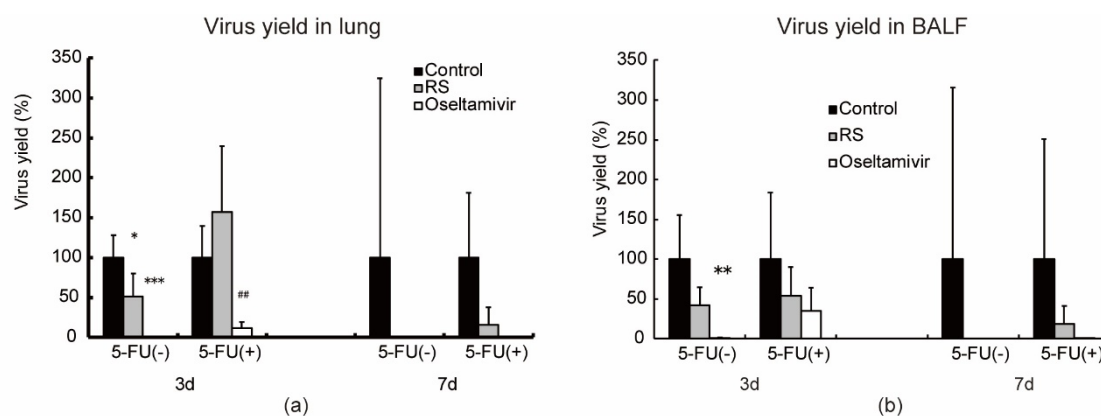 Virus yield in lung
Virus yield (%)
350
300
250
200
150
100
50
0
Control
RS
Oseltamivir
*
***
##
5-FU(-)
5-FU(+)
5-FU(-)
5-FU(+)
3d
7d
(a)
Virus yield in BALF
Virus yield (%)
350
300
250
200
150
100
50
0
Control
RS
Oseltamivir
**
5-FU(-)
5-FU(+)
5-FU(-)
5-FU(+)
3d
7d
(b)